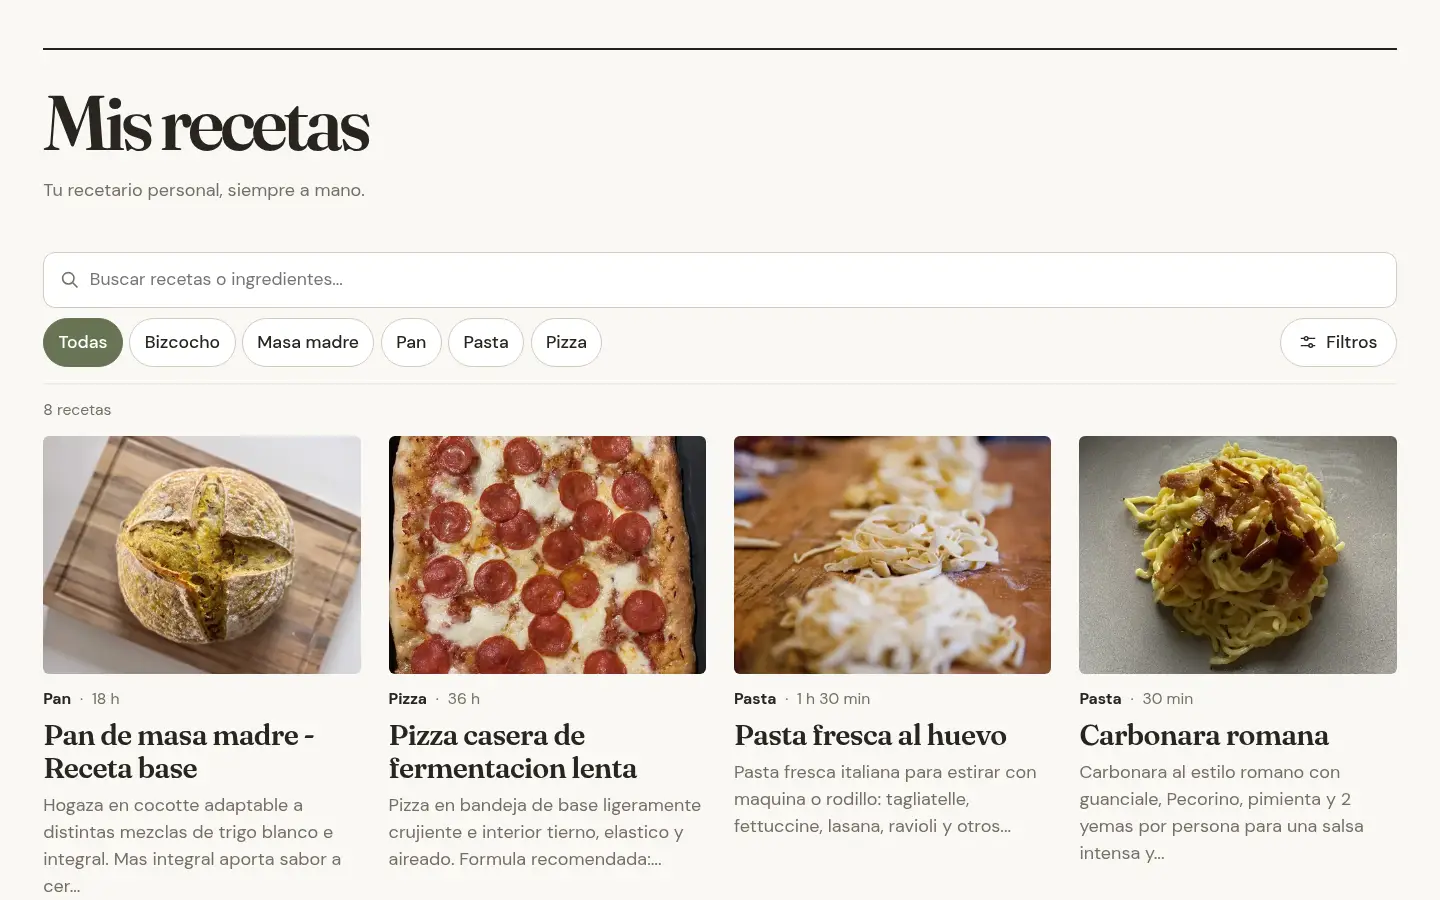 Mis recetas
Tu recetario personal, siempre a mano.
Buscar recetas o ingredientes...
Todas
Bizcocho
Masa madre
Pan
Pasta
Pizza
Filtros
8 recetas
Pan · 18 h
Pan de masa madre -
Receta base
Hogaza en cocotte adaptable a
distintas mezclas de trigo blanco e
integral. Mas integral aporta sabor a
cer...
Pizza · 36 h
Pizza casera de
fermentacion lenta
Pizza en bandeja de base ligeramente
crujiente e interior tierno, elastico y
aireado. Formula recomendada:...
Pasta · 1 h 30 min
Pasta fresca al huevo
Pasta fresca italiana para estirar con
maquina o rodillo: tagliatelle,
fettuccine, lasana, ravioli y otros...
Pasta · 30 min
Carbonara romana
Carbonara al estilo romano con
guanciale, Pecorino, pimienta y 2
yemas por persona para una salsa
intensa y...